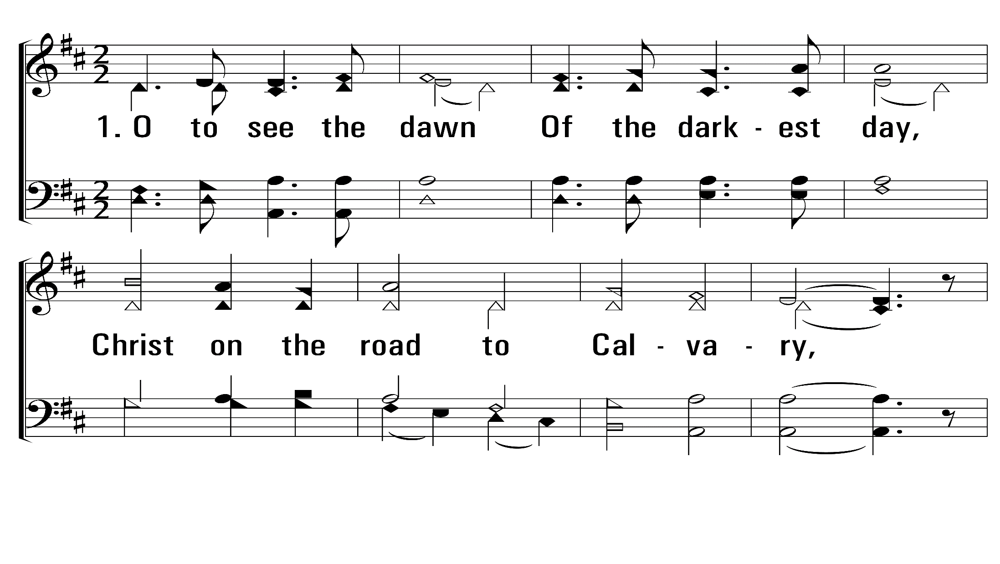 1. O to see the dawn Of the dark - est day,
Christ on the road to Cal - va - ry,